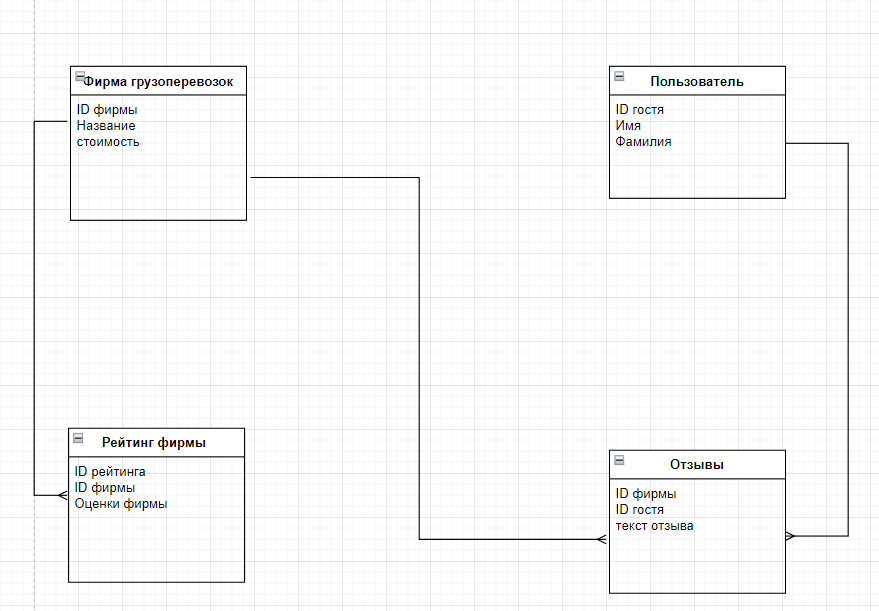 Фирма грузоперевозок
ID фирмы
Название
стоимость
Пользователь
ID гостя
Имя
Фамилия
Рейтинг фирмы
ID рейтинга
ID фирмы
Оценки фирмы
Отзывы
ID фирмы
ID гостя
текст отзыва